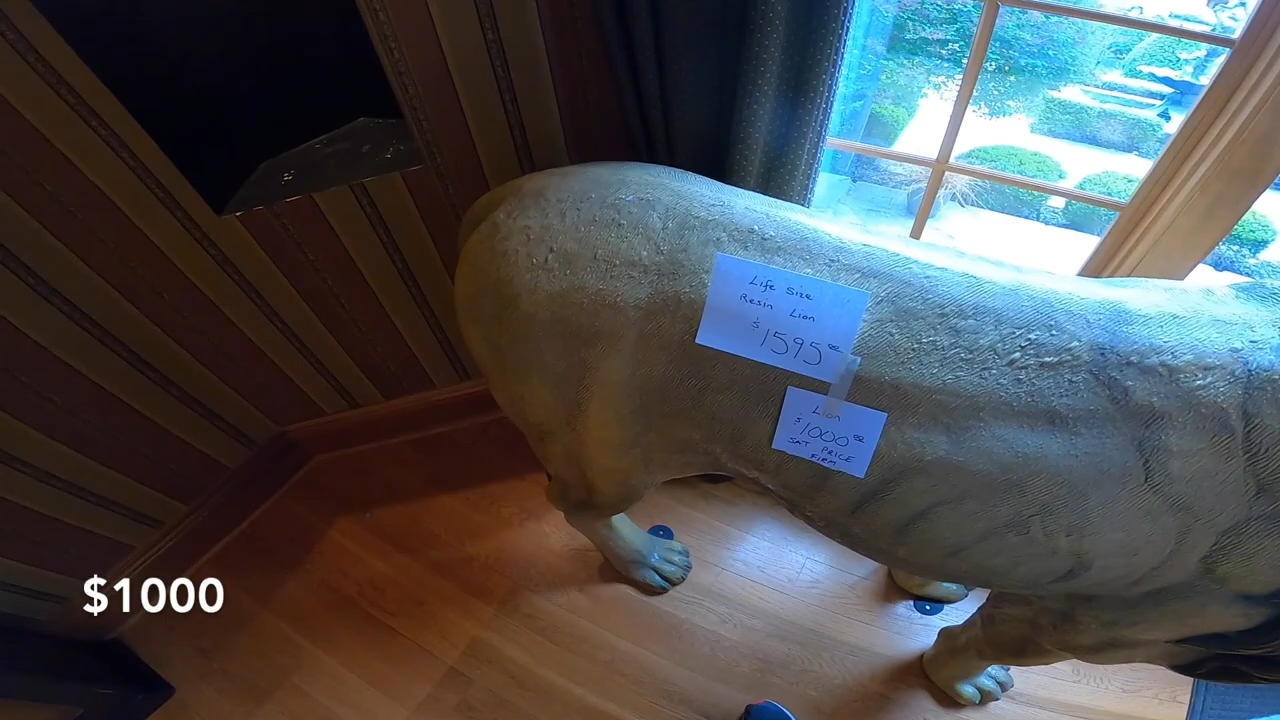 Life Size
Resin Lion
$1595.00
Lion
$1000.00
SAT PRICE
FIRM
$1000